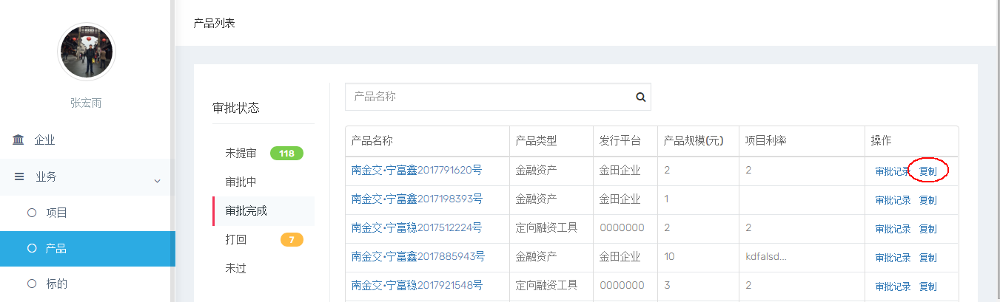 产品列表
张宏雨
企业
业务
项目
产品
标的
审批状态
未提审 118
审批中
审批完成
打回 7
未过
产品名称
产品名称 产品类型 发行平台 产品规模(元) 项目利率 操作
南金交·宁富鑫2017791620号 金融资产 金田企业 2 2 审批记录 复制
南金交·宁富鑫2017198393号 金融资产 金田企业 1 审批记录 复制
南金交·宁富稳2017512224号 定向融资工具 0000000 2 2 审批记录 复制
南金交·宁富鑫2017885943号 金融资产 金田企业 10 kdfalsd... 审批记录 复制
南金交·宁富稳2017921548号 定向融资工具 0000000 3 2 审批记录 复制